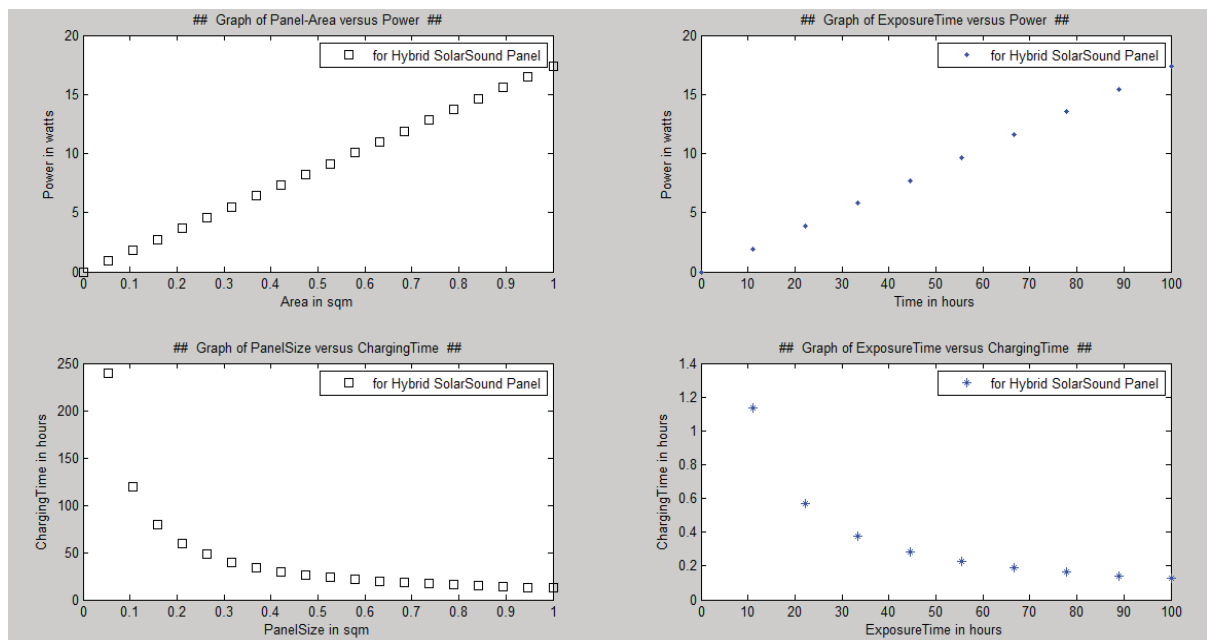 ## Graph of Panel-Area versus Power ##
20
15
10
5
0
Power in watts
for Hybrid SolarSound Panel
0 0.1 0.2 0.3 0.4 0.5 0.6 0.7 0.8 0.9 1
Area in sqm
## Graph of ExposureTime versus Power ##
20
15
10
5
0
Power in watts
for Hybrid SolarSound Panel
0 10 20 30 40 50 60 70 80 90 100
Time in hours
## Graph of PanelSize versus ChargingTime ##
250
200
150
100
50
0
ChargingTime in hours
for Hybrid SolarSound Panel
0 0.1 0.2 0.3 0.4 0.5 0.6 0.7 0.8 0.9 1
PanelSize in sqm
## Graph of ExposureTime versus ChargingTime ##
1.4
1.2
1
0.8
0.6
0.4
0.2
0
ChargingTime in hours
for Hybrid SolarSound Panel
0 10 20 30 40 50 60 70 80 90 100
ExposureTime in hours